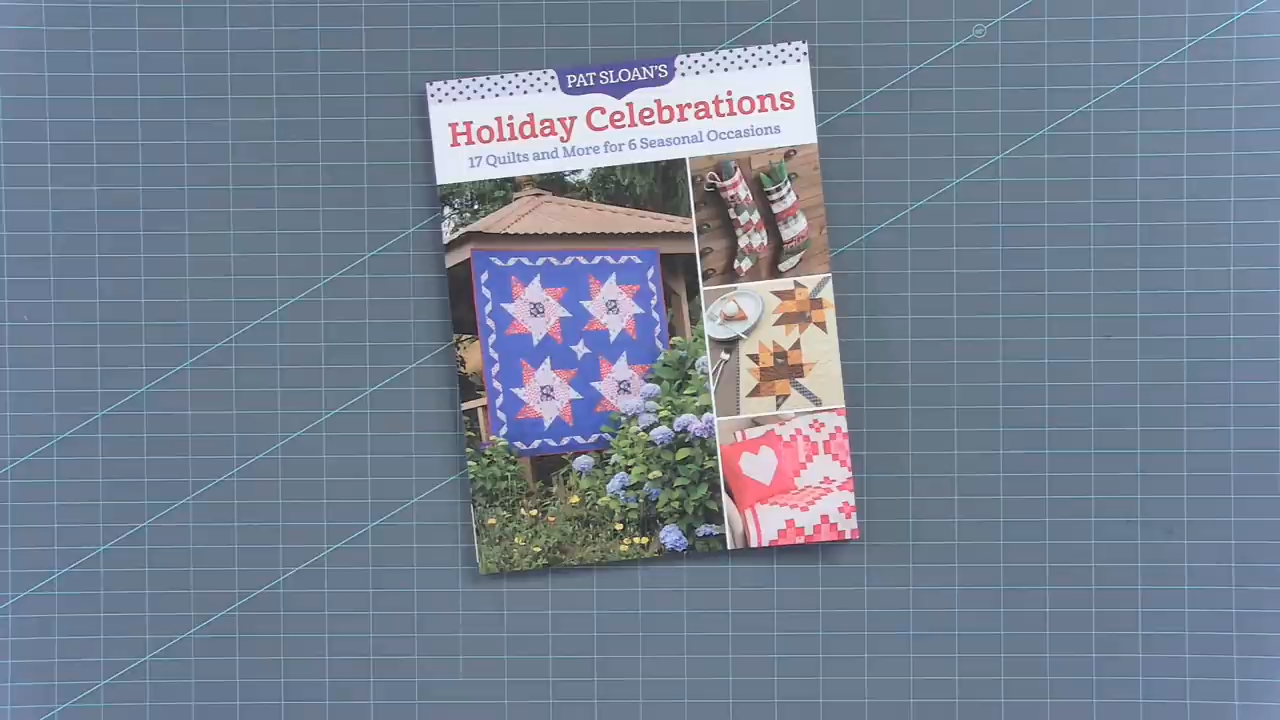 PAT SLOAN'S
Holiday Celebrations
17 Quilts and More for 6 Seasonal Occasions